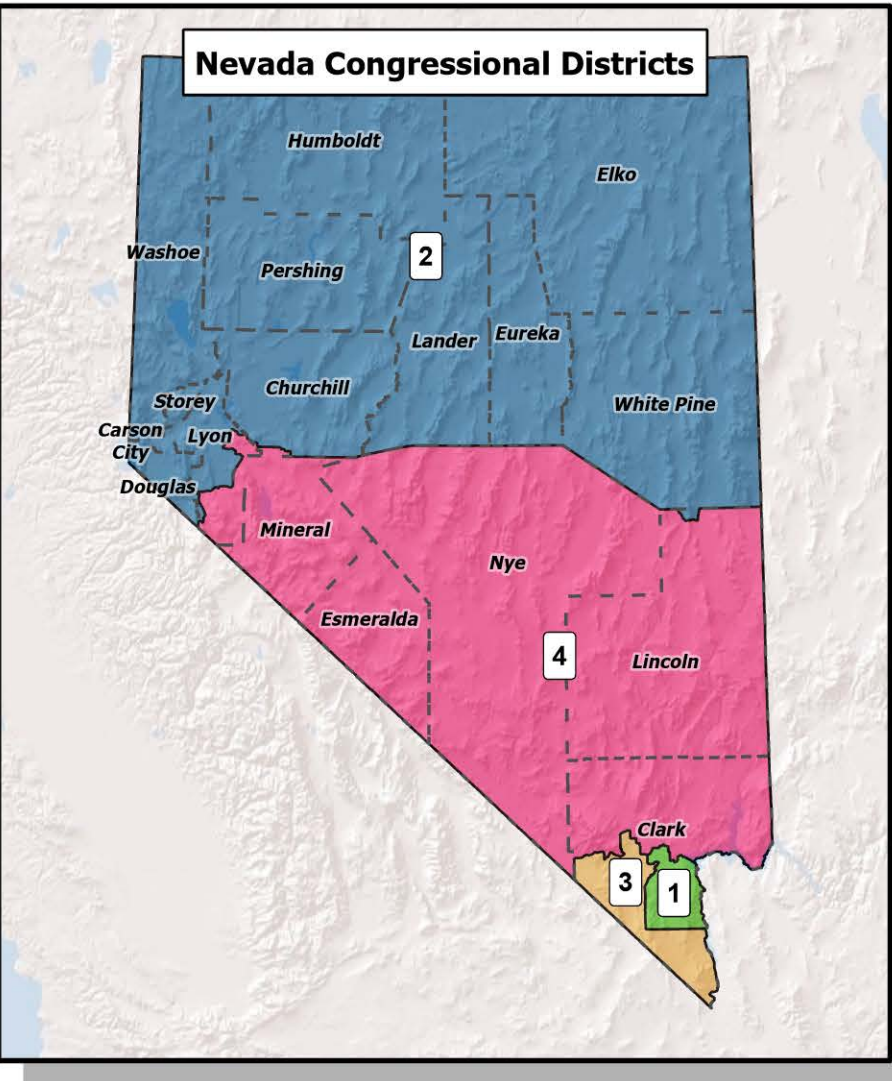 Nevada Congressional Districts
Humboldt
Elko
Washoe
2
Pershing
Lander
Eureka
Churchill
Storey
White Pine
Carson
City
Lyon
Douglas
Mineral
Nye
Esmeralda
4
Lincoln
Clark
3
1